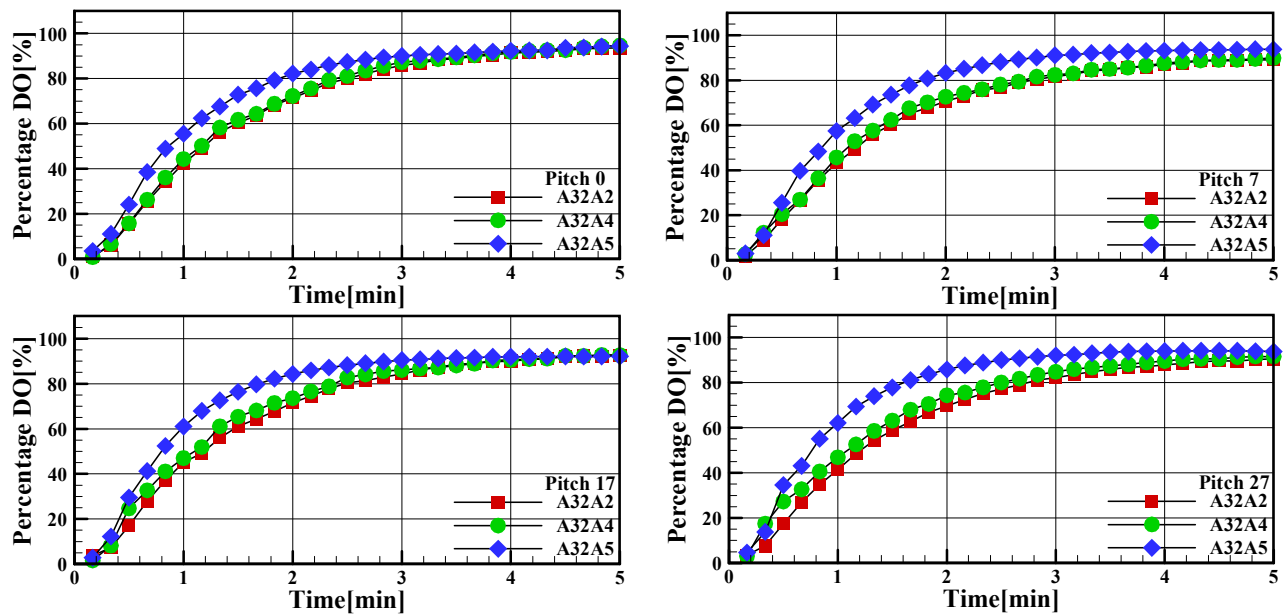 Percentage DO[%]
100
80
60
40
20
0
Pitch 0
A32A2
A32A4
A32A5
0 1 2 3 4 5
Time[min]
Percentage DO[%]
100
80
60
40
20
0
Pitch 7
A32A2
A32A4
A32A5
0 1 2 3 4 5
Time[min]
Percentage DO[%]
100
80
60
40
20
0
Pitch 17
A32A2
A32A4
A32A5
0 1 2 3 4 5
Time[min]
Percentage DO[%]
100
80
60
40
20
0
Pitch 27
A32A2
A32A4
A32A5
0 1 2 3 4 5
Time[min]